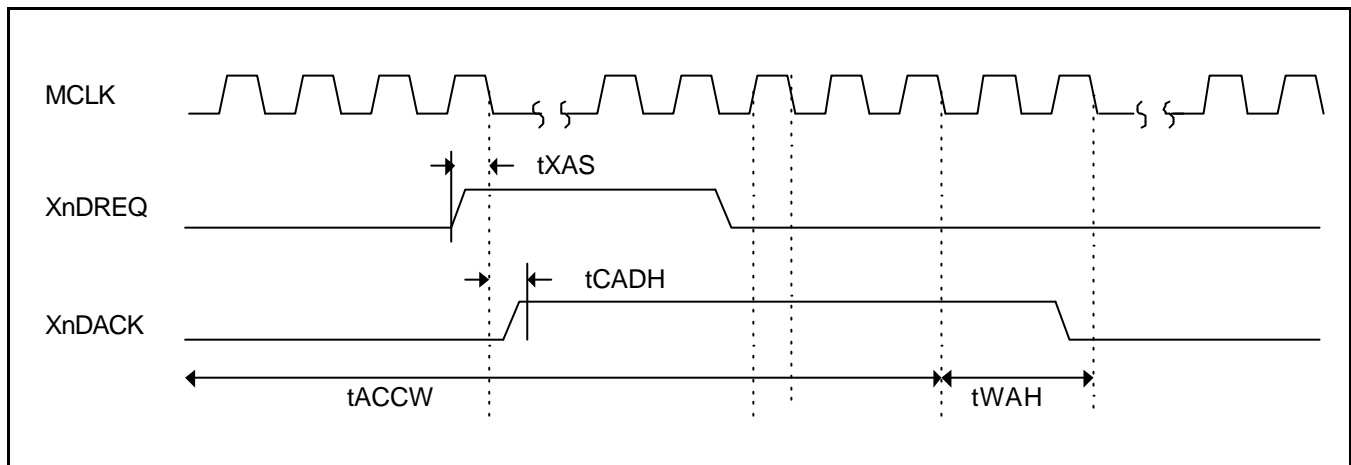 MCLK
tXAS
XnDREQ
tCADH
XnDACK
tACCW
tWAH